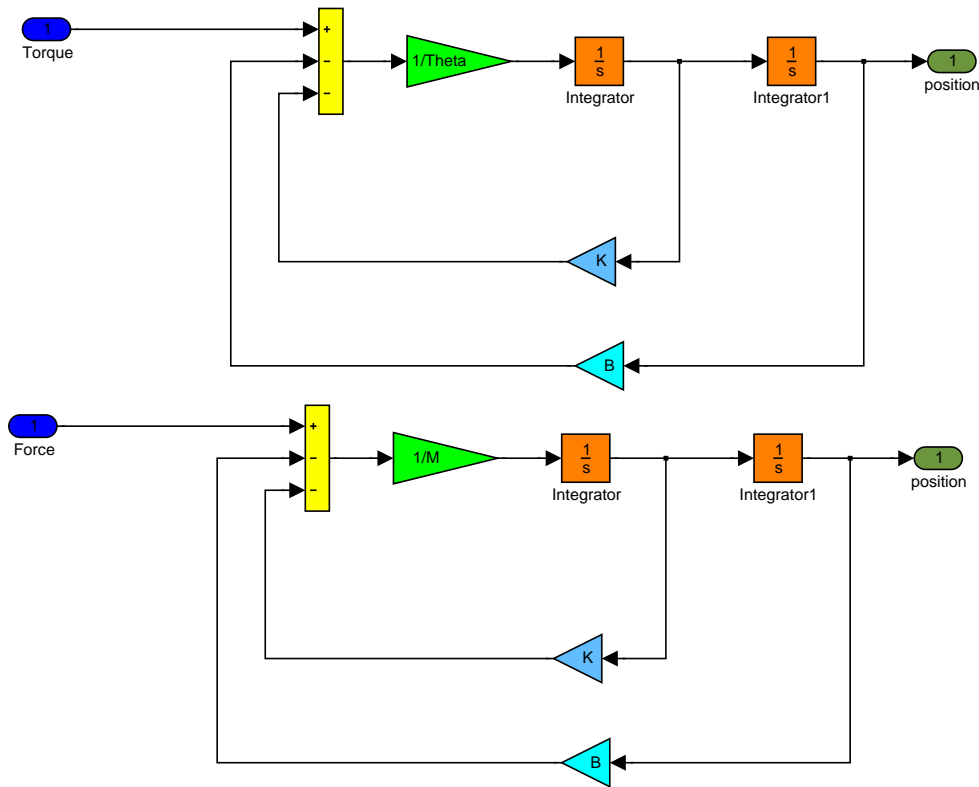 1
Torque
+
−
−
1/Theta
1
s
Integrator
1
s
Integrator1
1
position
K
B
1
Force
+
−
−
1/M
1
s
Integrator
1
s
Integrator1
1
position
K
B